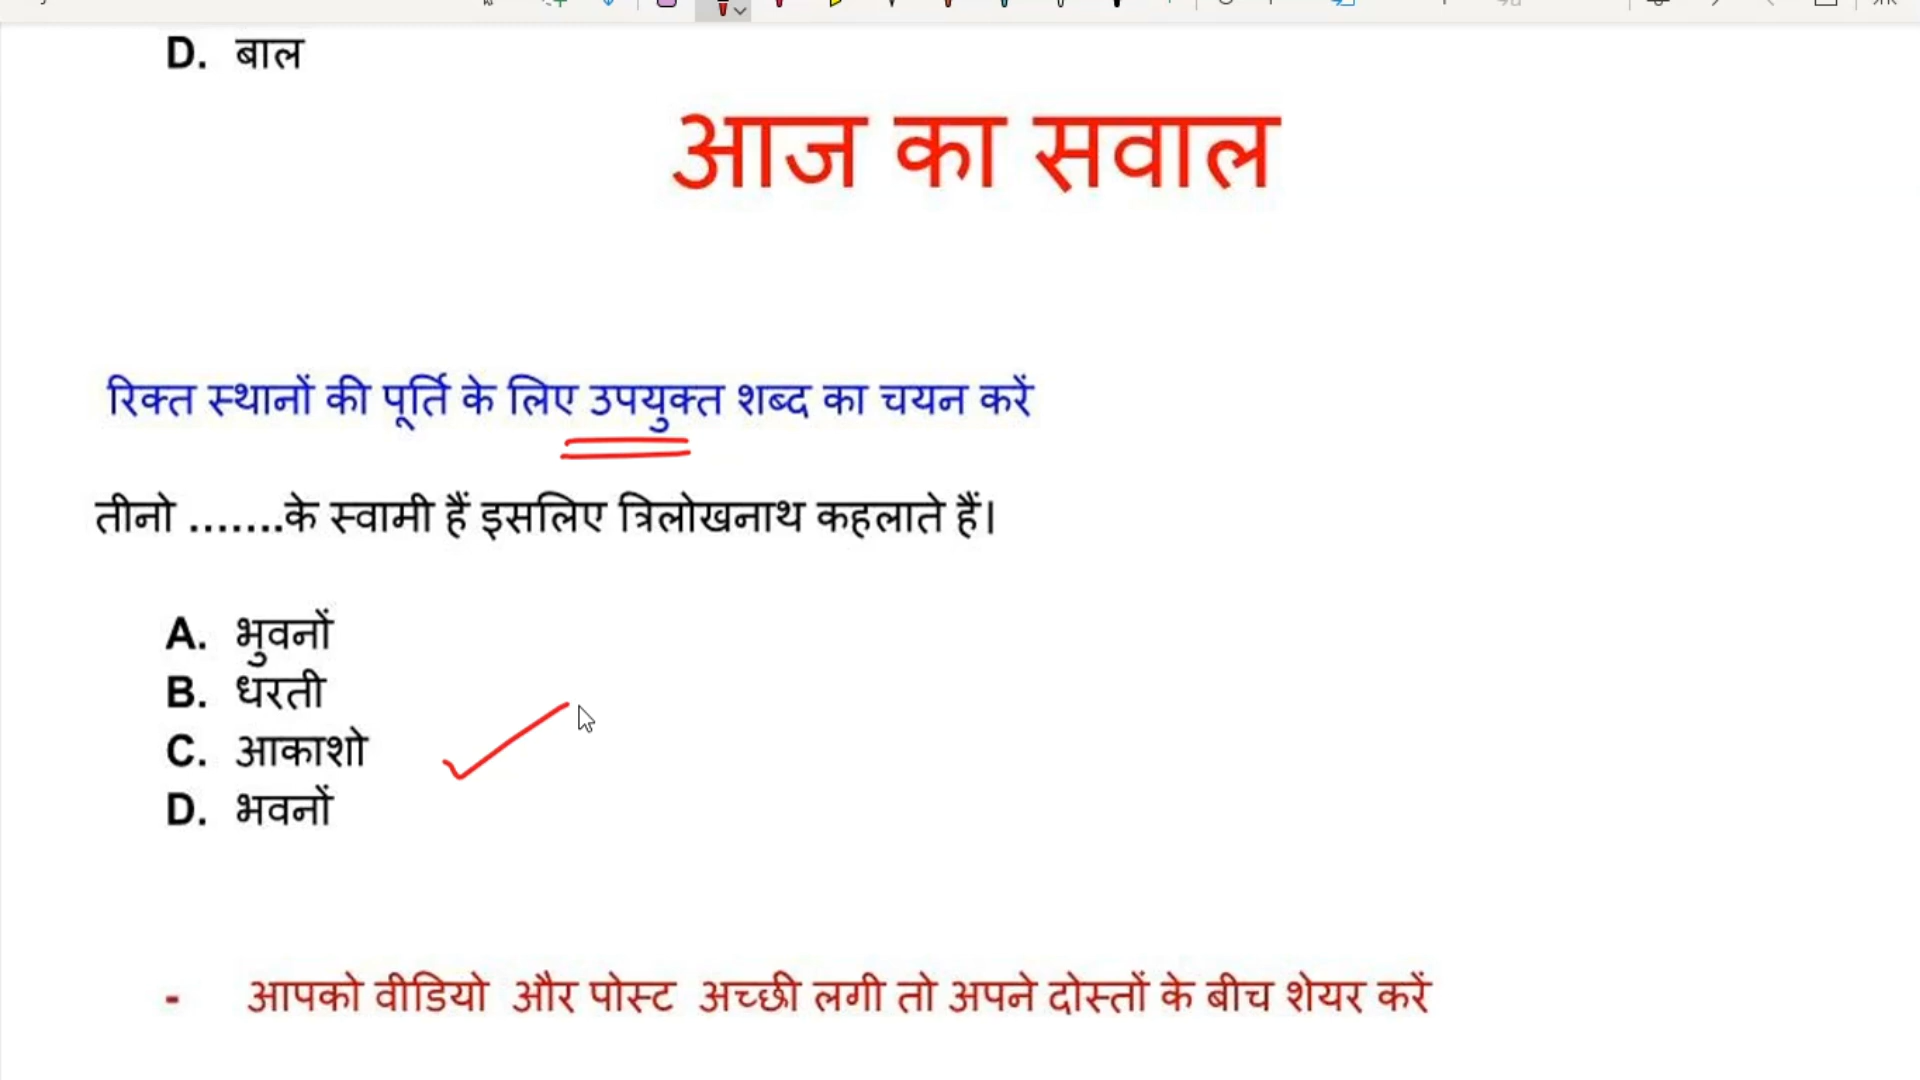 D. बाल
आज का सवाल
रिक्त स्थानों की पूर्ति के लिए उपयुक्त शब्द का चयन करें
तीनो .......के स्वामी हैं इसलिए त्रिलोखनाथ कहलाते हैं।
A. भुवनों
B. धरती
C. आकाशो
D. भवनों
- आपको वीडियो और पोस्ट अच्छी लगी तो अपने दोस्तों के बीच शेयर करें